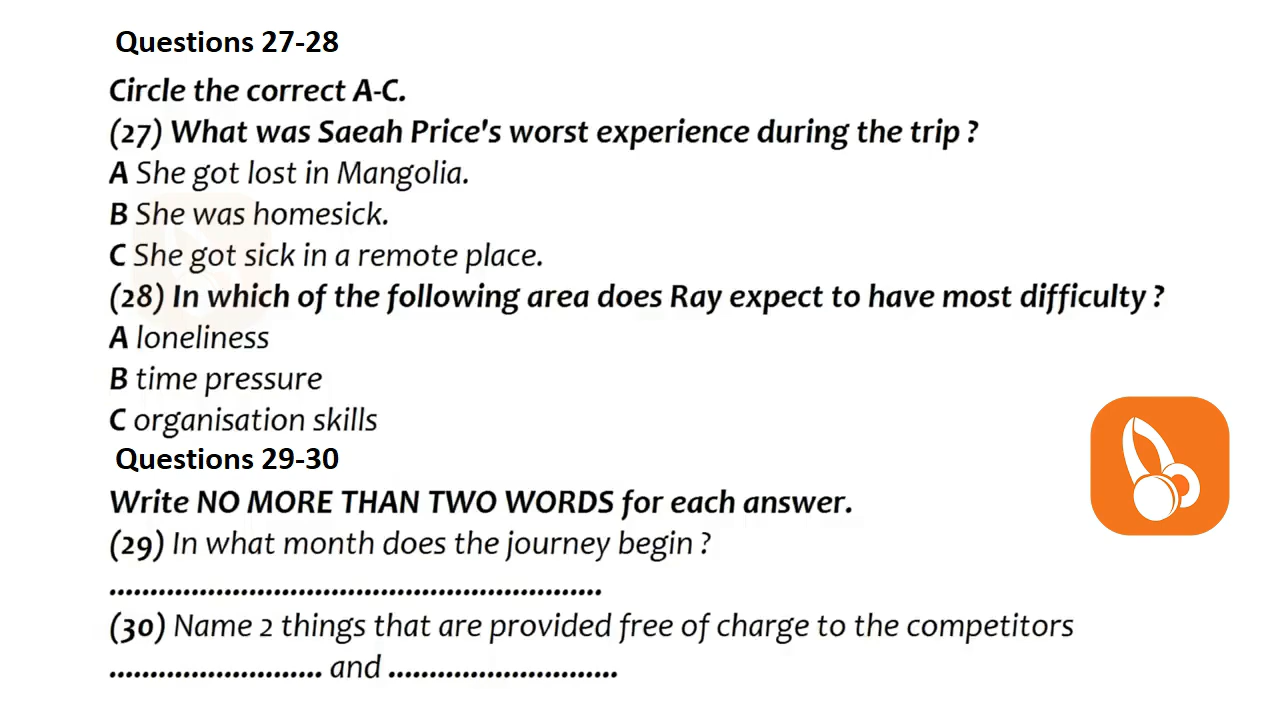 Questions 27-28
Circle the correct A-C.
(27) What was Saeah Price's worst experience during the trip ?
A She got lost in Mangolia.
B She was homesick.
C She got sick in a remote place.
(28) In which of the following area does Ray expect to have most difficulty ?
A loneliness
B time pressure
C organisation skills
Questions 29-30
Write NO MORE THAN TWO WORDS for each answer.
(29) In what month does the journey begin ?
............................................................
(30) Name 2 things that are provided free of charge to the competitors
.......................... and ............................